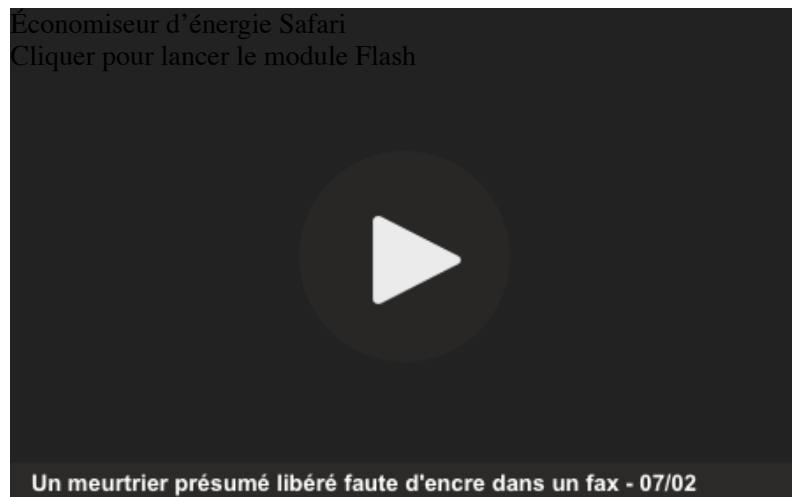 Économiseur d’énergie Safari
Cliquer pour lancer le module Flash
Un meurtrier présumé libéré faute d'encre dans un fax - 07/02